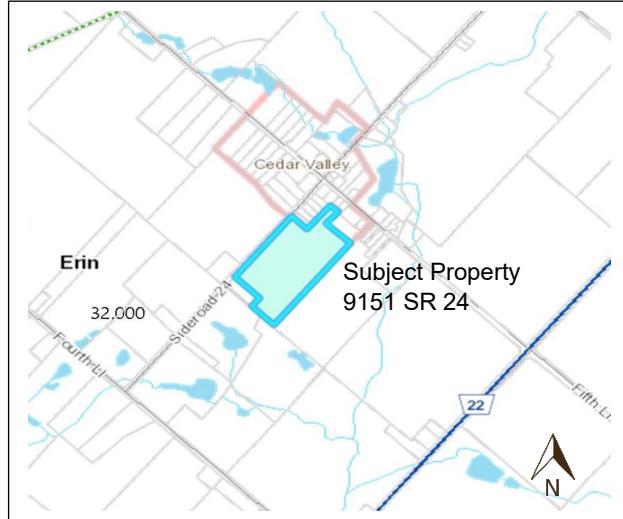 Cedar Valley
Erin
Subject Property
9151 SR 24
32,000
Sideroad 24
Fourth Li
22
Fifth Li
N